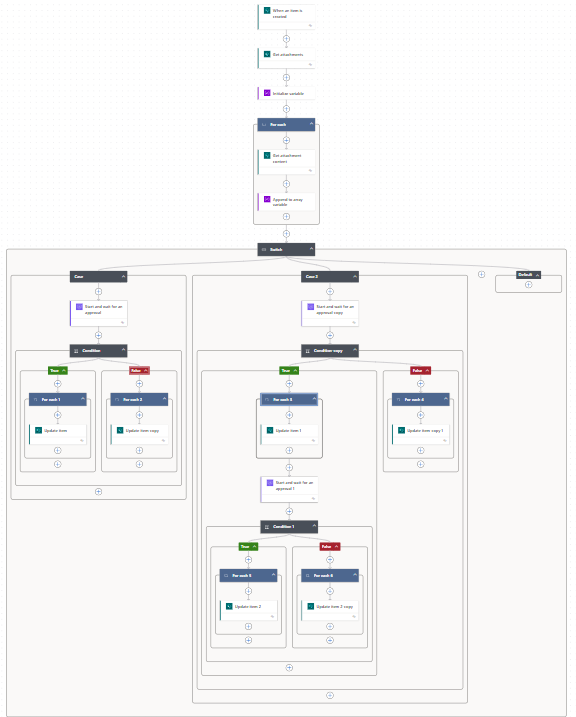 When an item is
created
Get attachments
Initialize variable
For each
Get attachment
content
Append to array
variable
Switch
Case
Case 2
Default
Start and wait for an
approval
Start and wait for an
approval copy
Condition
Condition copy
True
False
True
False
For each 1
For each 2
For each 3
For each 4
Update item
Update item copy
Update item 1
Update item copy 1
Start and wait for an
approval 1
Condition 1
True
False
For each 5
For each 6
Update item 2
Update item 2 copy